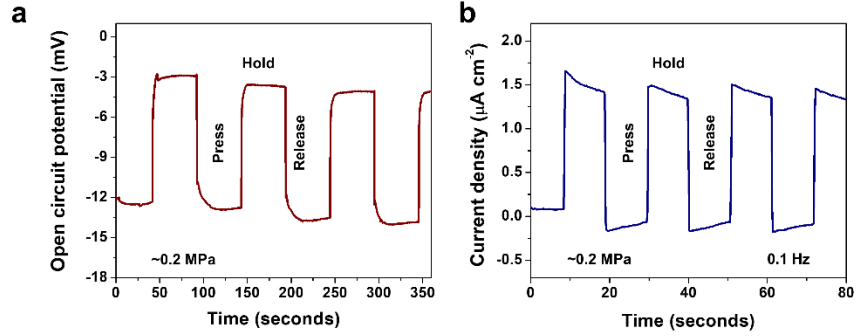 a
Open circuit potential (mV)
0
-3
-6
-9
-12
-15
-18
Hold
Press
Release
~0.2 MPa
0 50 100 150 200 250 300 350
Time (seconds)
b
Current density (μA cm⁻²)
2.0
1.5
1.0
0.5
0.0
-0.5
Hold
Press
Release
~0.2 MPa
0.1 Hz
0 20 40 60 80
Time (seconds)